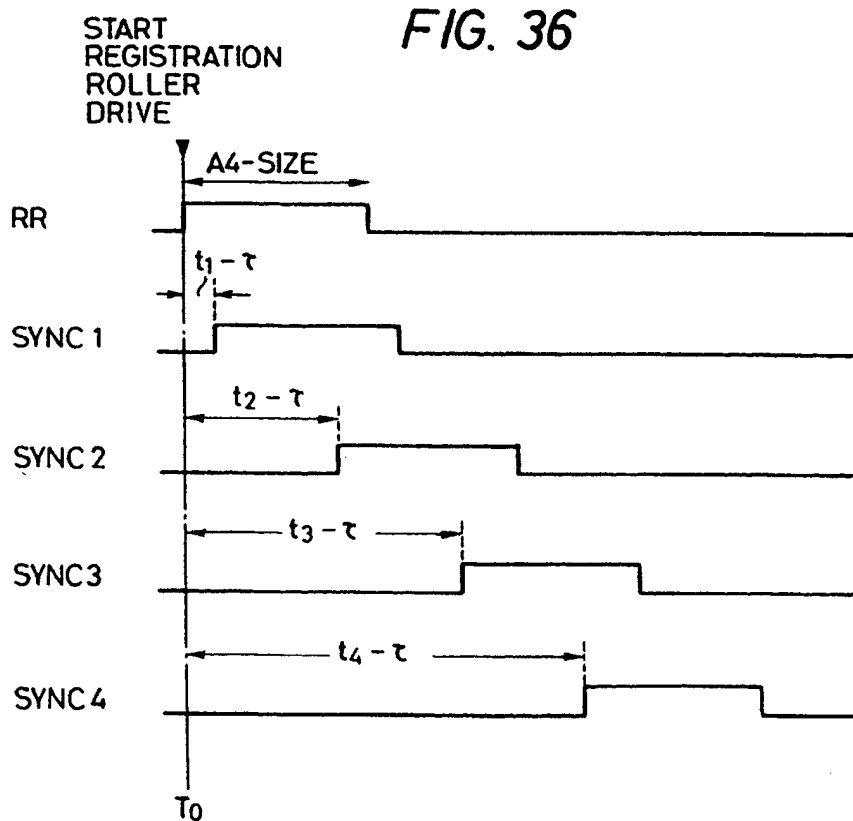 FIG. 36
START
REGISTRATION
ROLLER
DRIVE
A4-SIZE
RR
t1-τ
SYNC 1
t2-τ
SYNC 2
t3-τ
SYNC 3
t4-τ
SYNC 4
T0